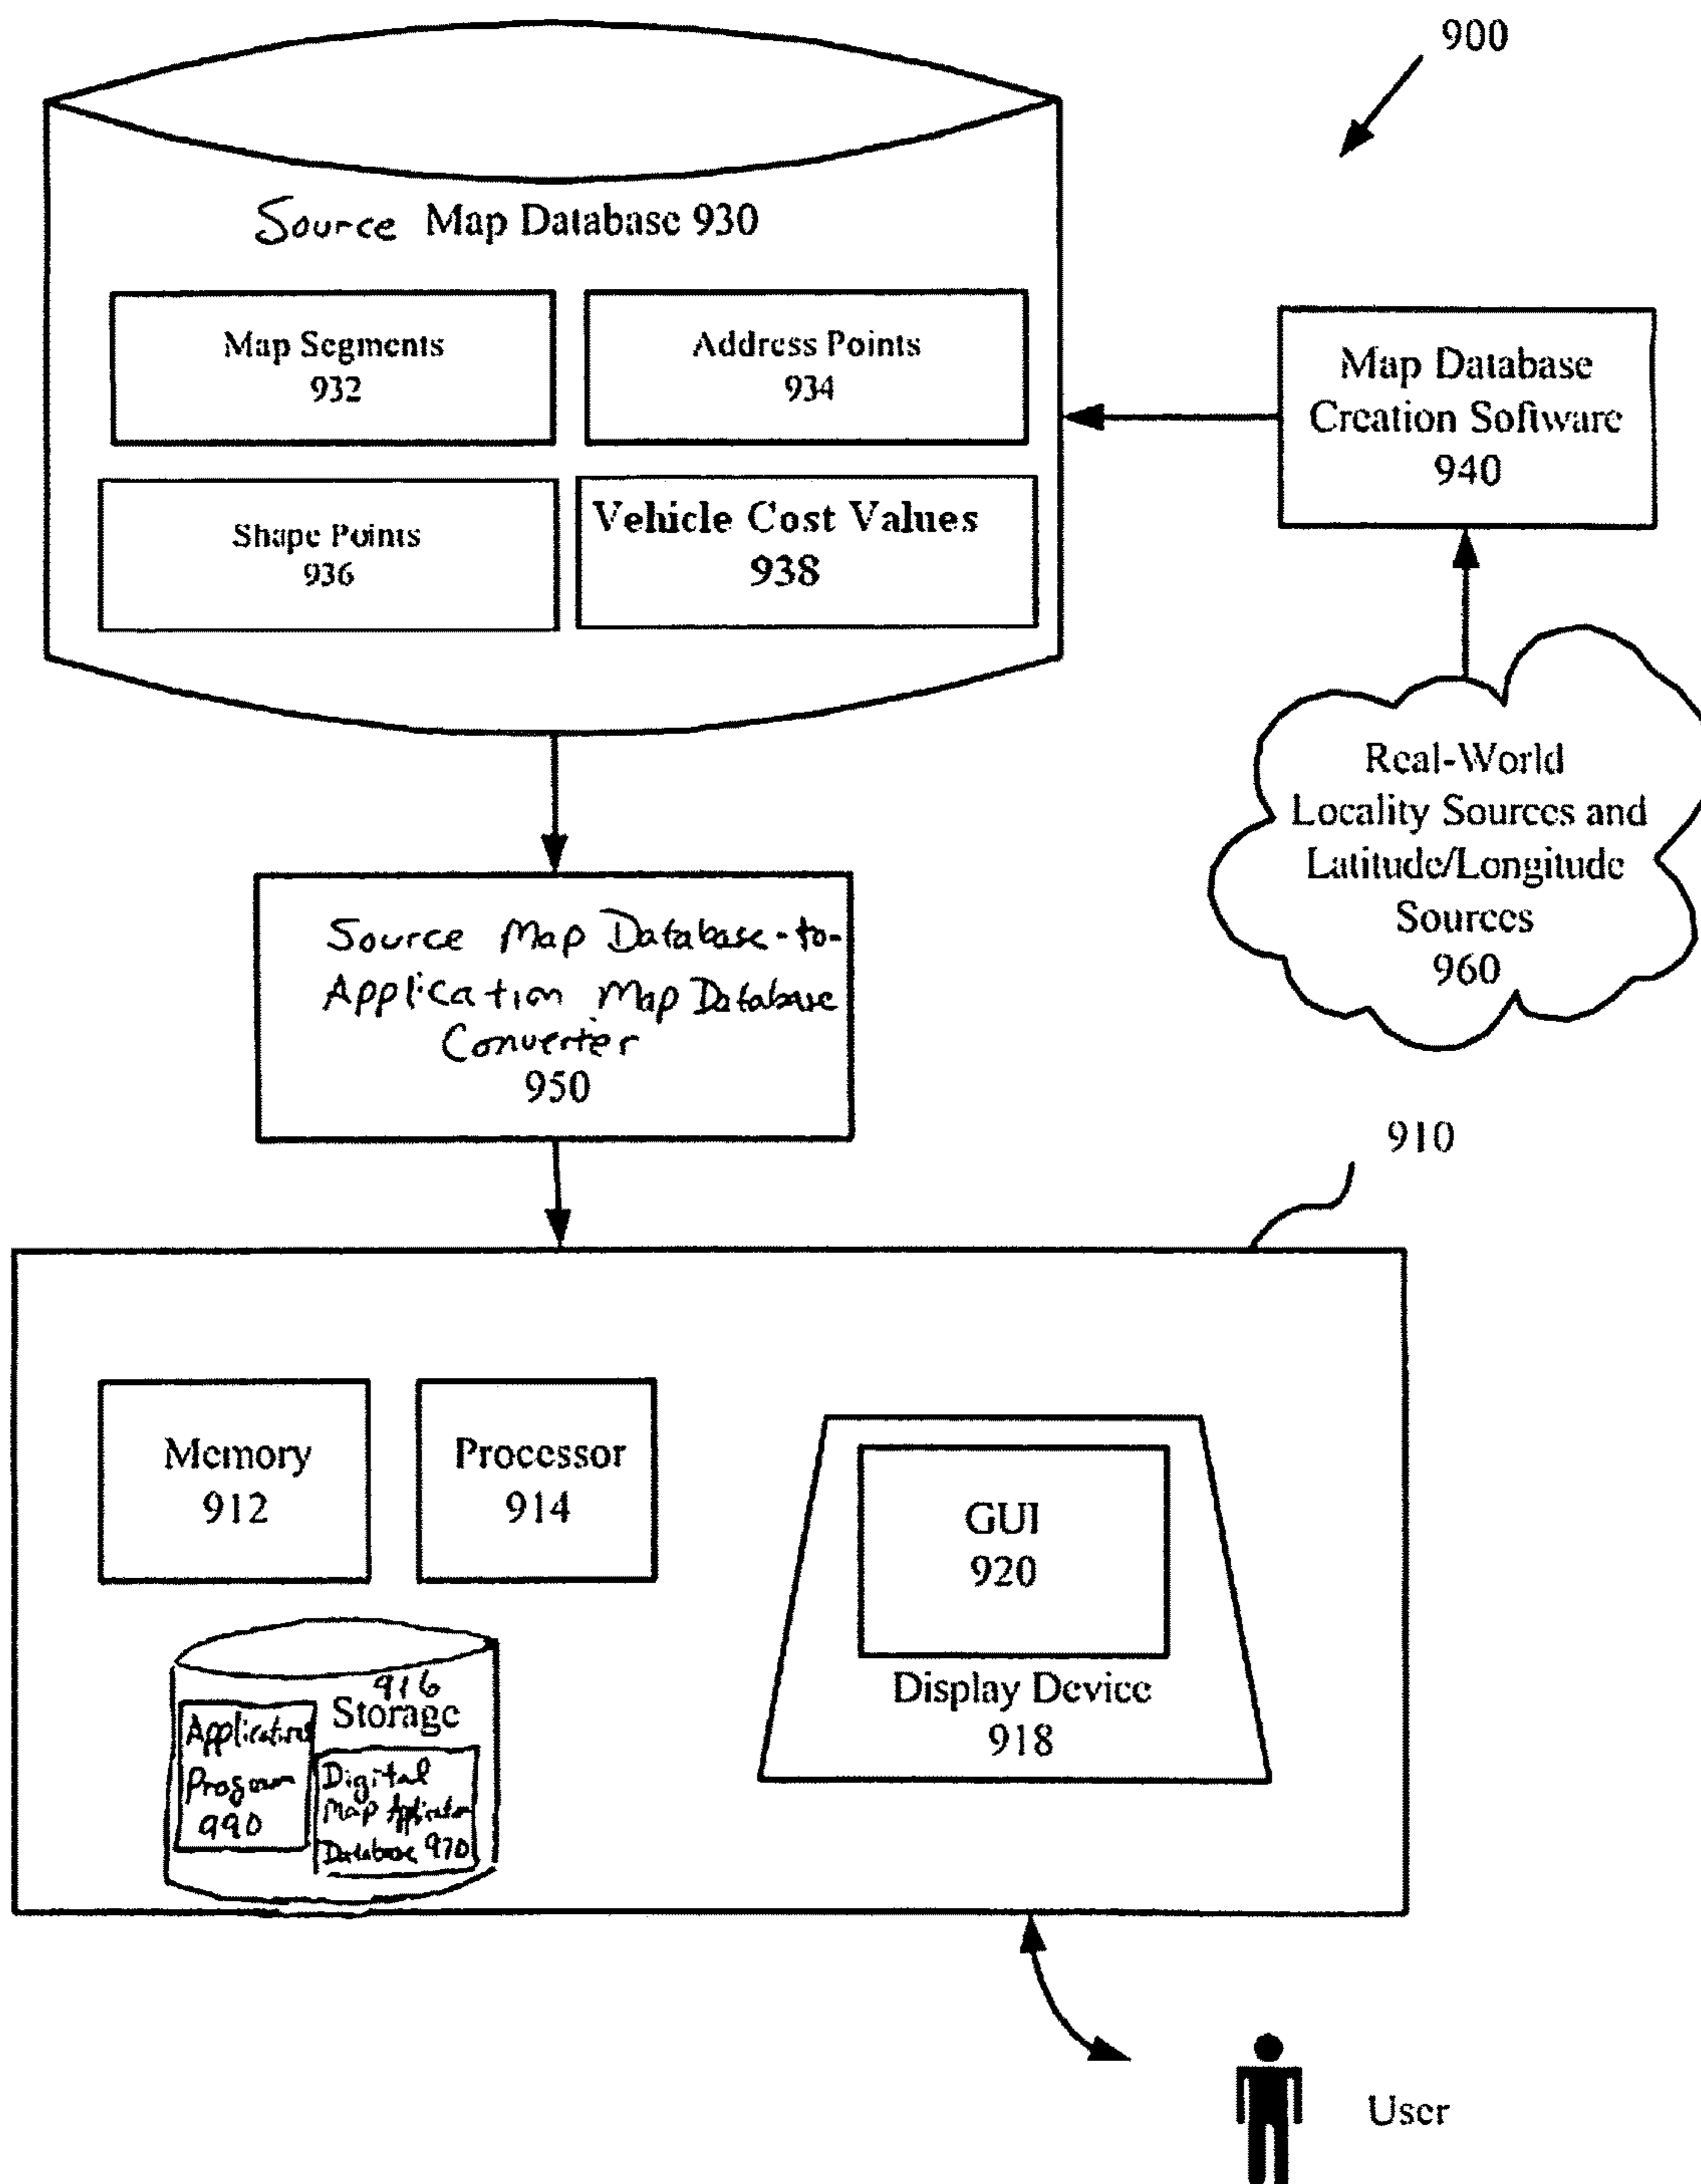 900
Source Map Database 930
Map Segments
932
Address Points
934
Shape Points
936
Vehicle Cost Values
938
Map Database
Creation Software
940
Real-World
Locality Sources and
Latitude/Longitude
Sources
960
Source Map Database-to-
Application Map Database
Converter
950
910
Memory
912
Processor
914
GUI
920
Display Device
918
916
Storage
Applications
Program
990
Digital
Map Application
Database 970
User